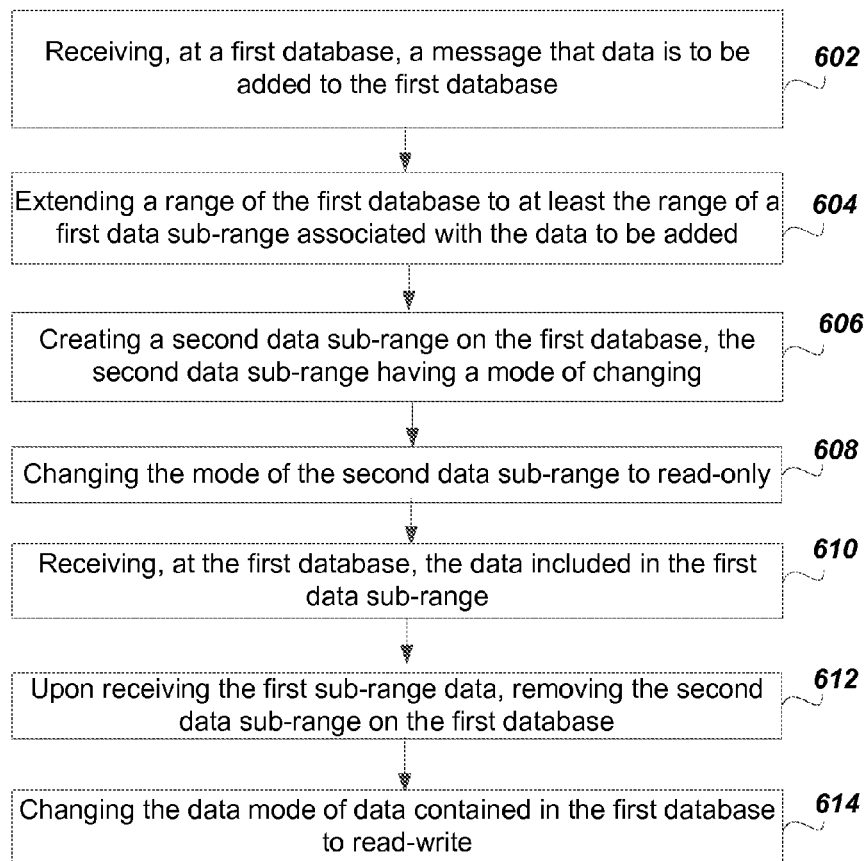 Receiving, at a first database, a message that data is to be
added to the first database
602
Extending a range of the first database to at least the range of a
first data sub-range associated with the data to be added
604
Creating a second data sub-range on the first database, the
second data sub-range having a mode of changing
606
Changing the mode of the second data sub-range to read-only
608
Receiving, at the first database, the data included in the first
data sub-range
610
Upon receiving the first sub-range data, removing the second
data sub-range on the first database
612
Changing the data mode of data contained in the first database
to read-write
614